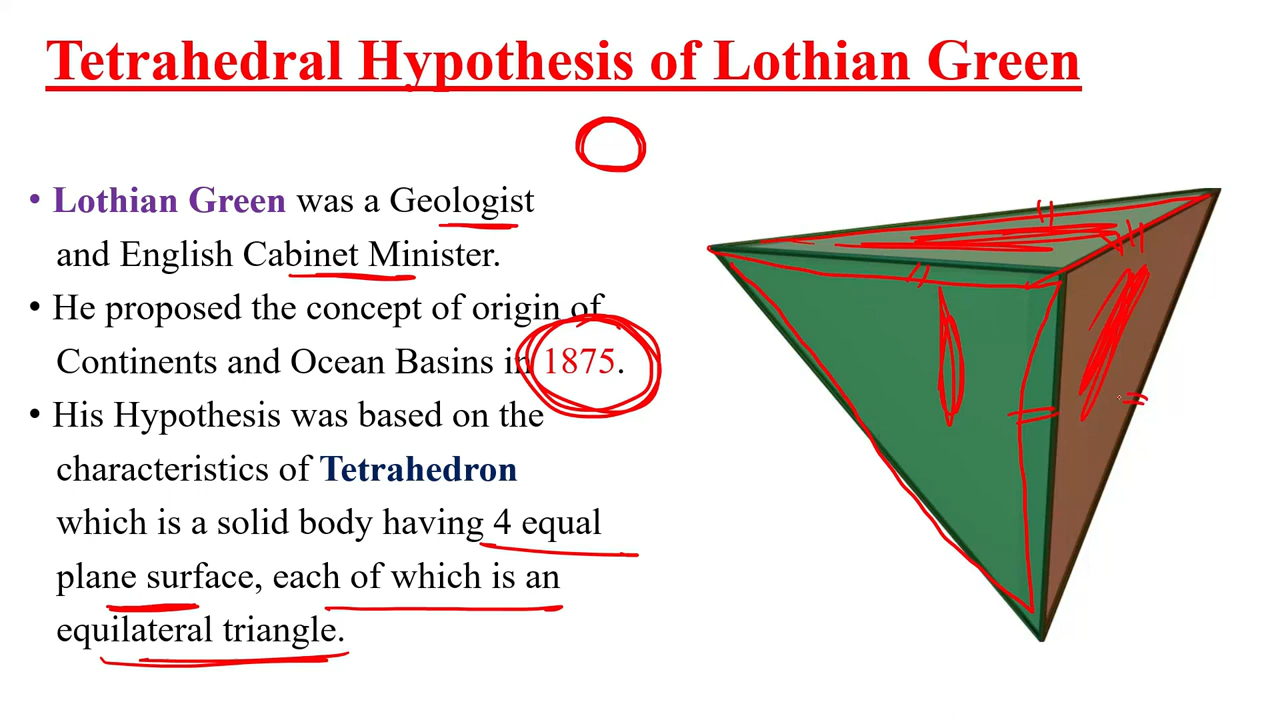 Tetrahedral Hypothesis of Lothian Green
• Lothian Green was a Geologist
and English Cabinet Minister.
• He proposed the concept of origin of
Continents and Ocean Basins in 1875.
• His Hypothesis was based on the
characteristics of Tetrahedron
which is a solid body having 4 equal
plane surface, each of which is an
equilateral triangle.